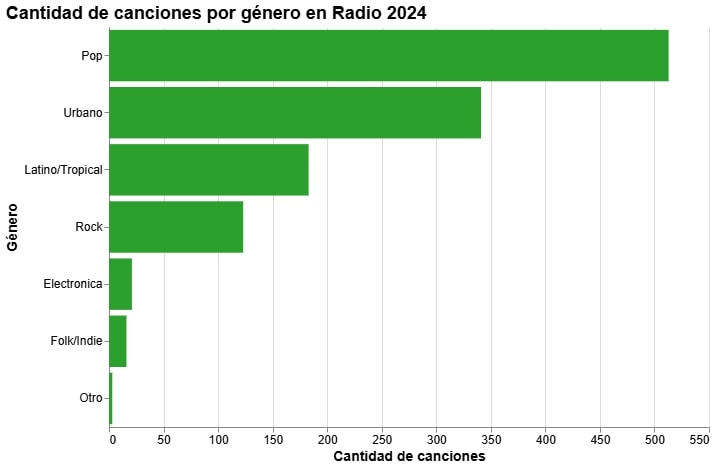 Cantidad de canciones por género en Radio 2024
Género
Pop
Urbano
Latino/Tropical
Rock
Electronica
Folk/Indie
Otro
0 50 100 150 200 250 300 350 400 450 500 550
Cantidad de canciones